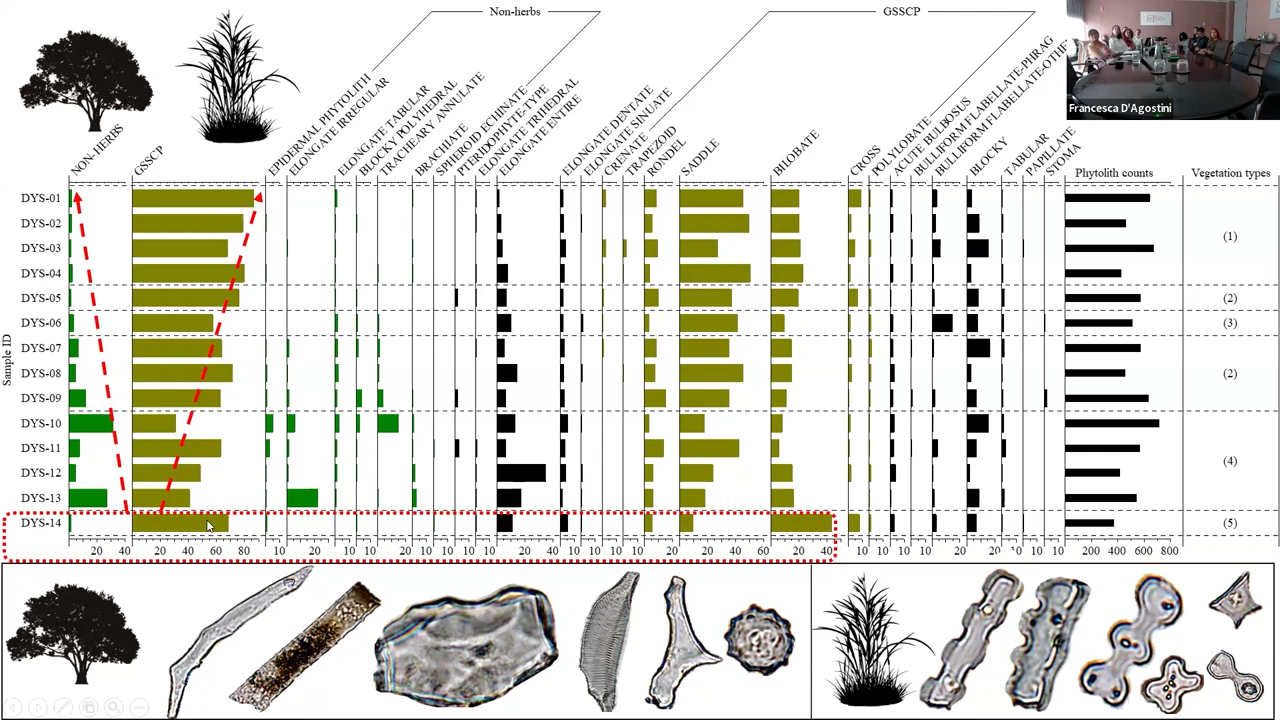 Non-herbs
GSSCP
Francesca D'Agostini
NON-HERBS
GSSCP
EPIDERMAL PHYTOLITH
ELONGATE IRREGULAR
ELONGATE TABULAR
BLOCKY POLYHEDRAL
TRACHEARY ANNULATE
BRACHIATE
SPHEROID ECHINATE
PTERIDOPHYTE-TYPE
ELONGATE TRIHEDRAL
ELONGATE ENTIRE
ELONGATE DENTATE
ELONGATE SINUATE
CRENATE
TRAPEZOID
RONDEL
SADDLE
BILOBATE
CROSS
POLYLOBATE
ACUTE BULBOSUS
BULLIFORM FLABELLATE-PHRAG
BULLIFORM FLABELLATE-OTHE
BLOCKY
TABULAR
PAPILLATE
STOMA
Phytolith counts
Vegetation types
Sample ID
DYS-01
DYS-02
DYS-03
DYS-04
DYS-05
DYS-06
DYS-07
DYS-08
DYS-09
DYS-10
DYS-11
DYS-12
DYS-13
DYS-14
(1)
(2)
(3)
(2)
(4)
(5)
20 40 20 40 60 80 10 20 10 10 20 10 10 10 10 20 40 10 10 10 10 20 20 40 60 20 40 10 10 10 10 20 20 10 10 200 400 600 800